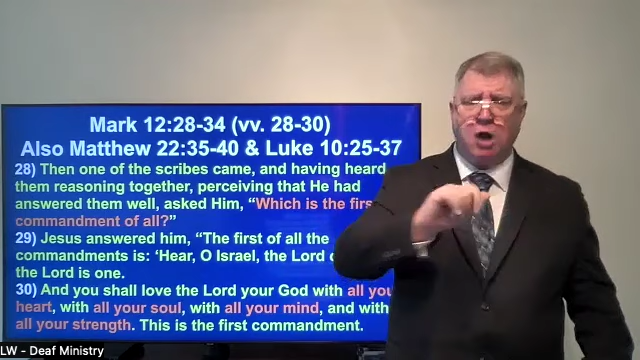 Mark 12:28-34 (vv. 28-30)
Also Matthew 22:35-40 & Luke 10:25-37
28) Then one of the scribes came, and having heard
them reasoning together, perceiving that He had
answered them well, asked Him, “Which is the firs
commandment of all?”
29) Jesus answered him, “The first of all the
commandments is: ‘Hear, O Israel, the Lord
the Lord is one.
30) And you shall love the Lord your God with all you
heart, with all your soul, with all your mind, and with
all your strength. This is the first commandment.
LW - Deaf Ministry